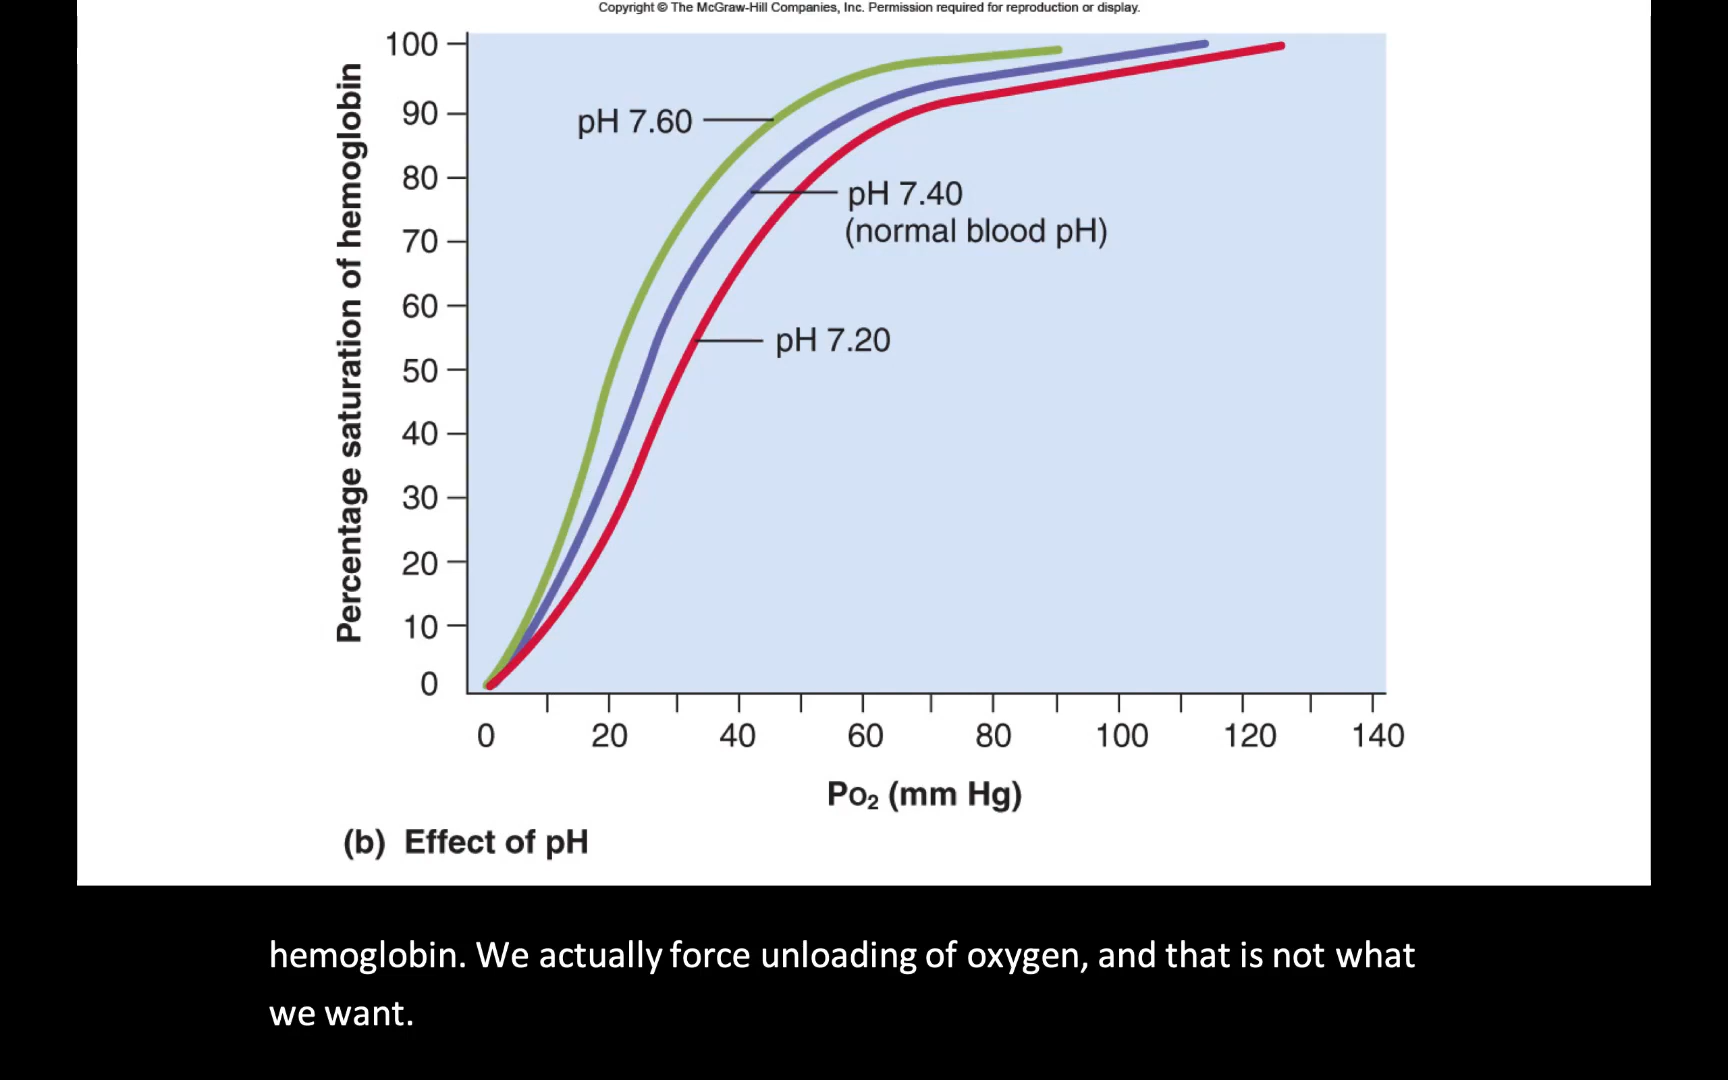 Copyright © The McGraw-Hill Companies, Inc. Permission required for reproduction or display.
Percentage saturation of hemoglobin
100
90
80
70
60
50
40
30
20
10
0
pH 7.60
pH 7.40
(normal blood pH)
pH 7.20
0 20 40 60 80 100 120 140
PO₂ (mm Hg)
(b) Effect of pH
hemoglobin. We actually force unloading of oxygen, and that is not what
we want.